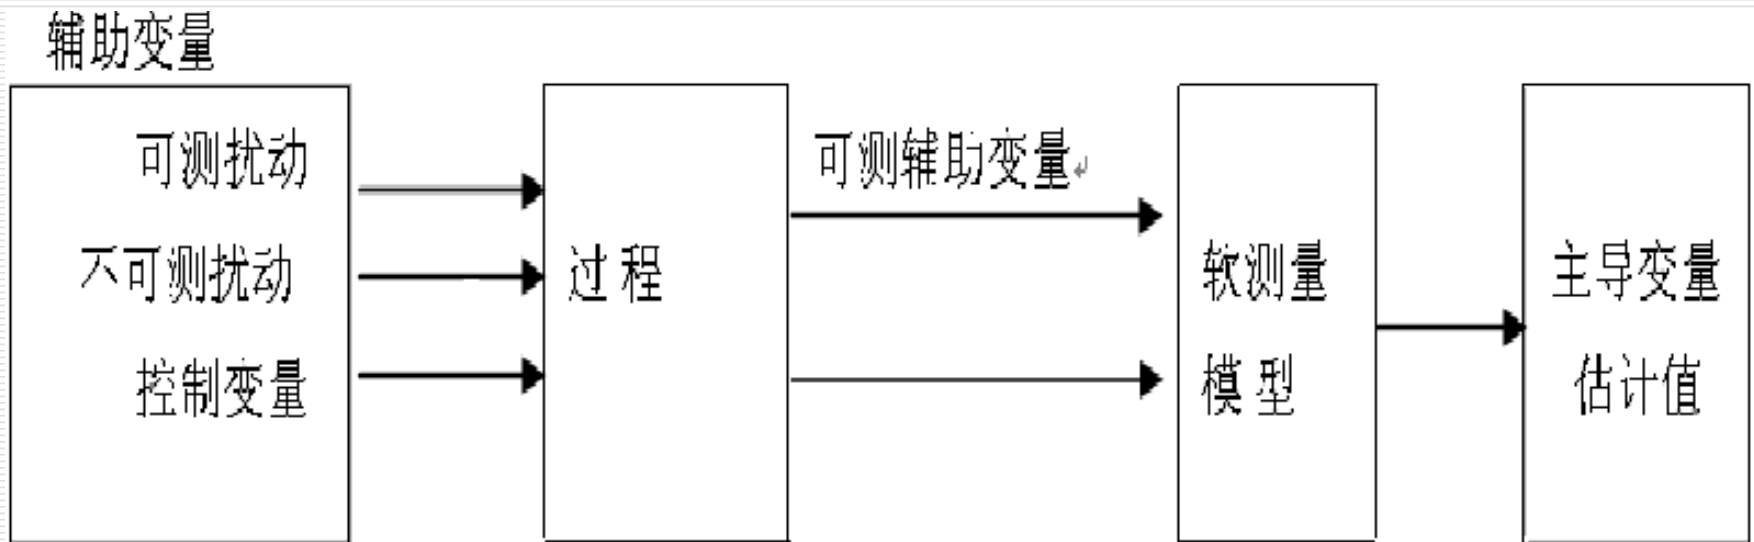 辅助变量
可测扰动
不可测扰动
控制变量
过程
可测辅助变量
软测量
模型
主导变量
估计值